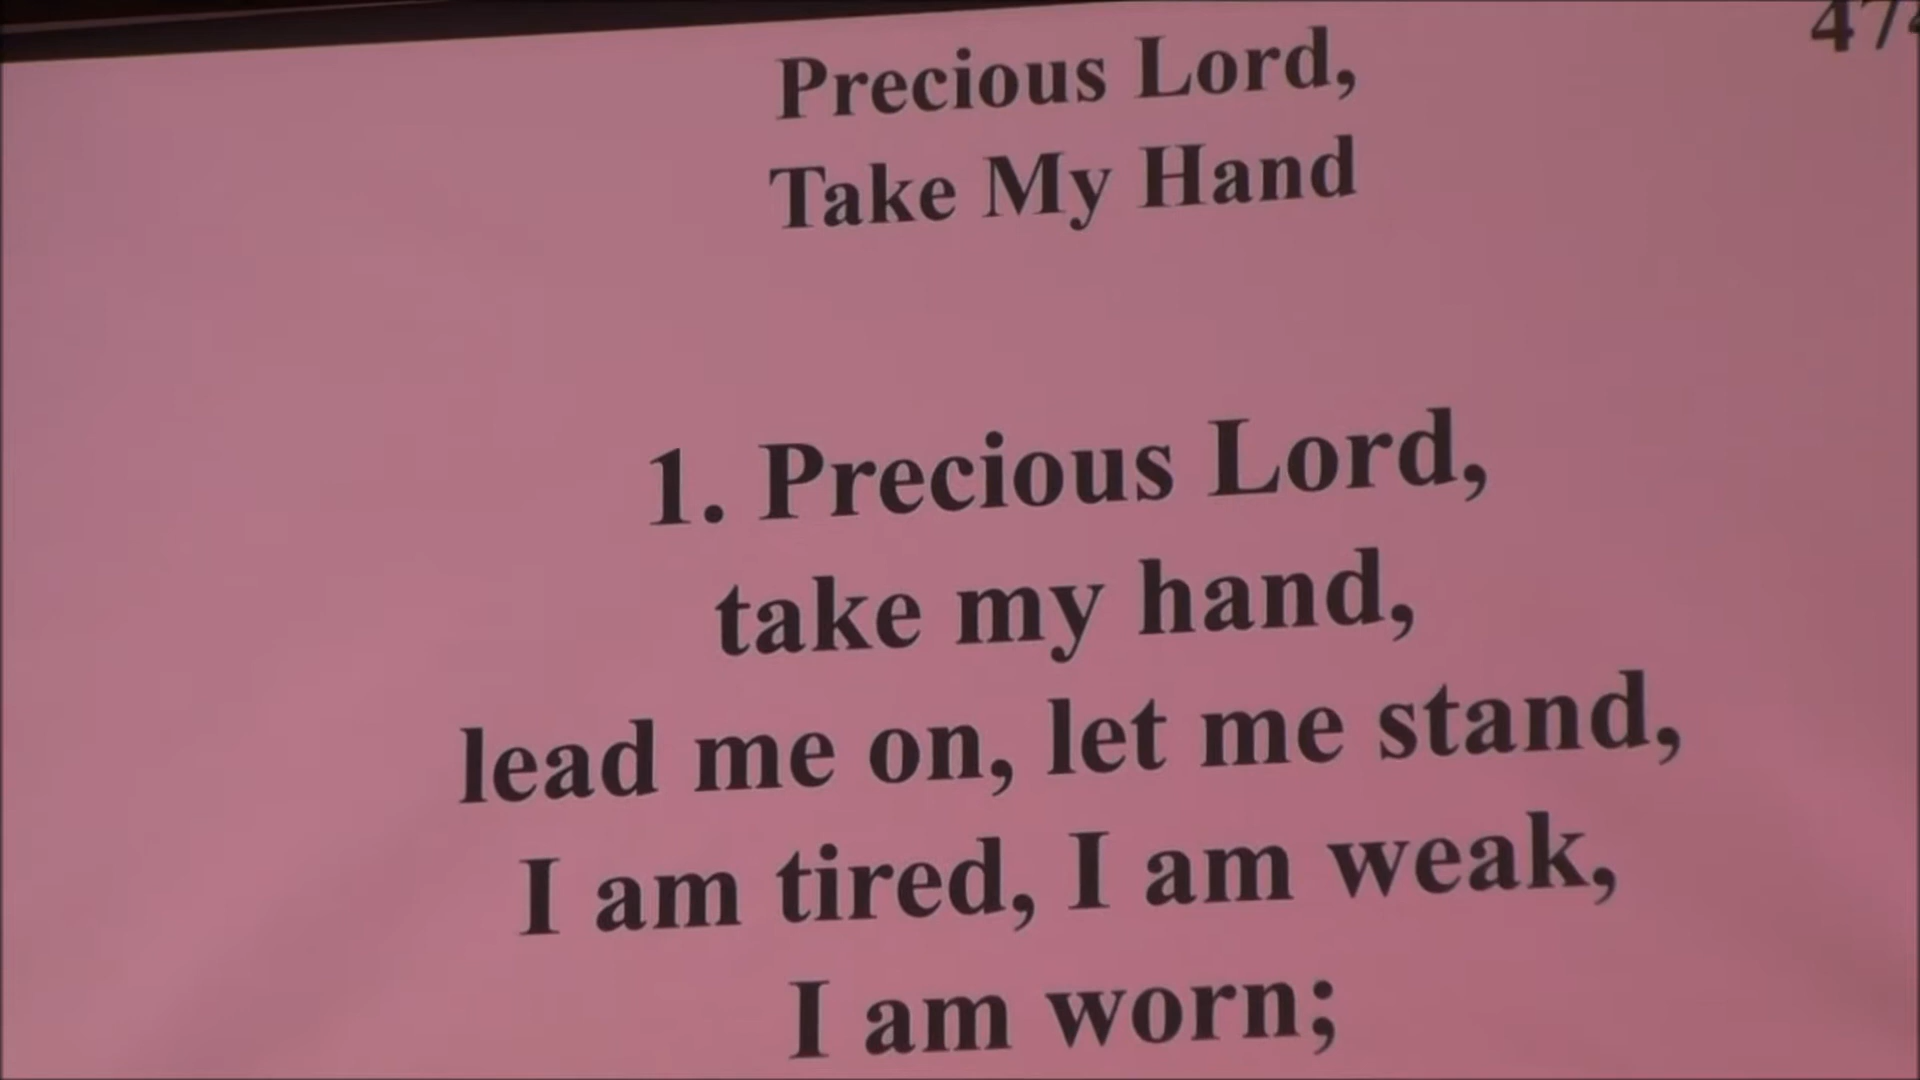 474
Precious Lord,
Take My Hand
1. Precious Lord,
take my hand,
lead me on, let me stand,
I am tired, I am weak,
I am worn;